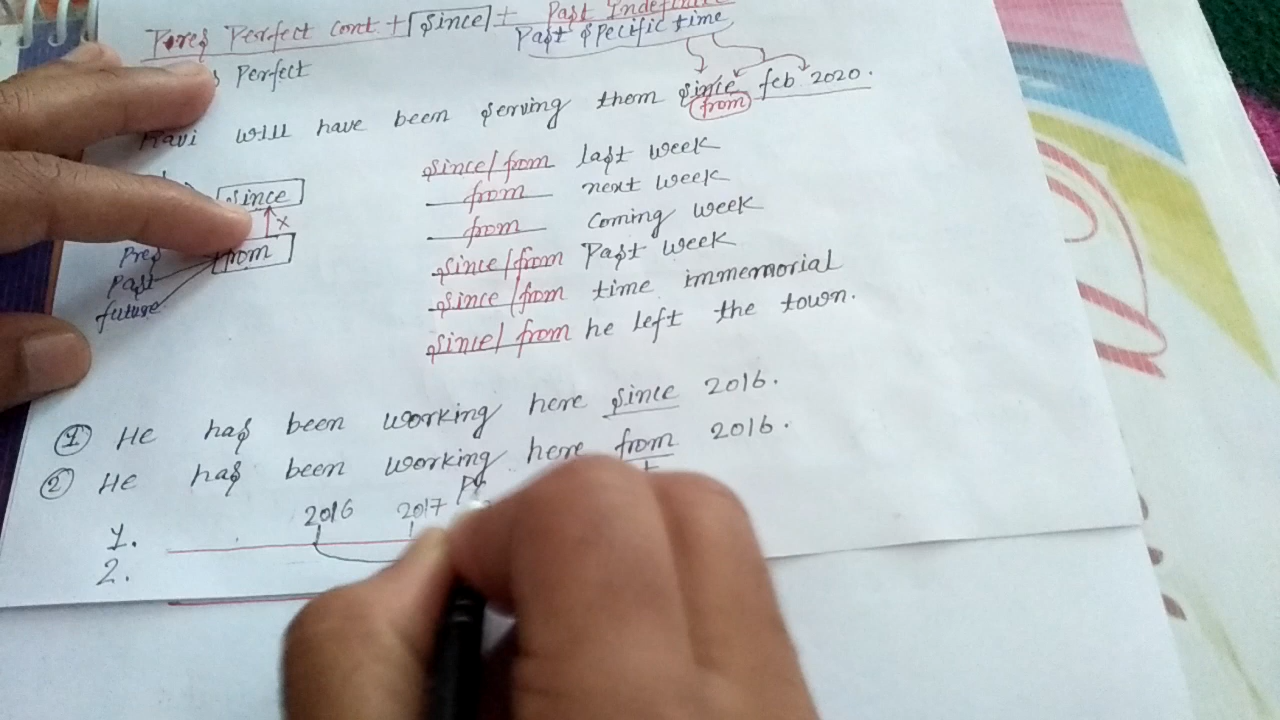 Pres Perfect cont + since + Past Indefinite
Past specific time
Perfect
Ravi will have been serving them since feb 2020.
from
since/from last week
from next week
from coming week
since/from Past week
since/from time immemorial
since/from he left the town.
since
x
from
Pres
Past
future
① He has been working here since 2016.
② He has been working here from 2016.
2016 2017
1.
2.